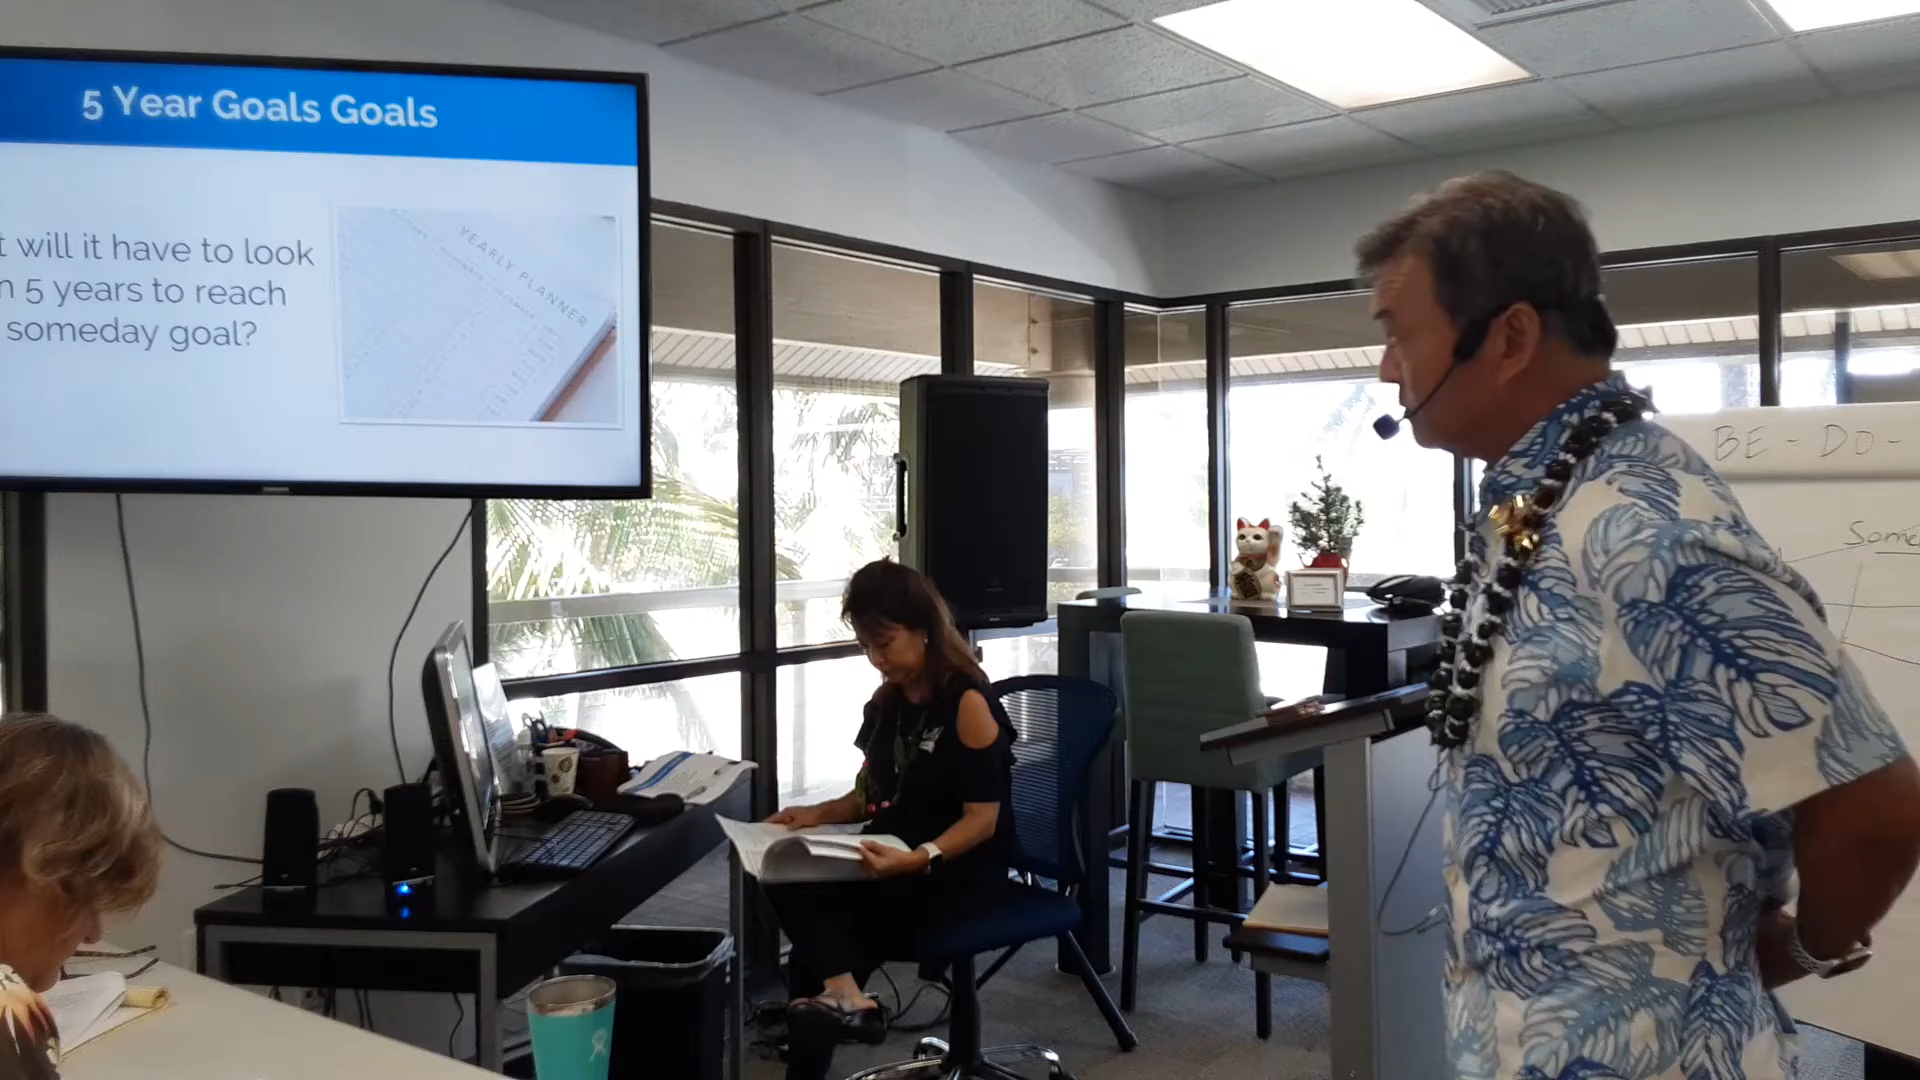 5 Year Goals Goals
t will it have to look
n 5 years to reach
someday goal?
YEARLY PLANNER
BE - DO -
Some